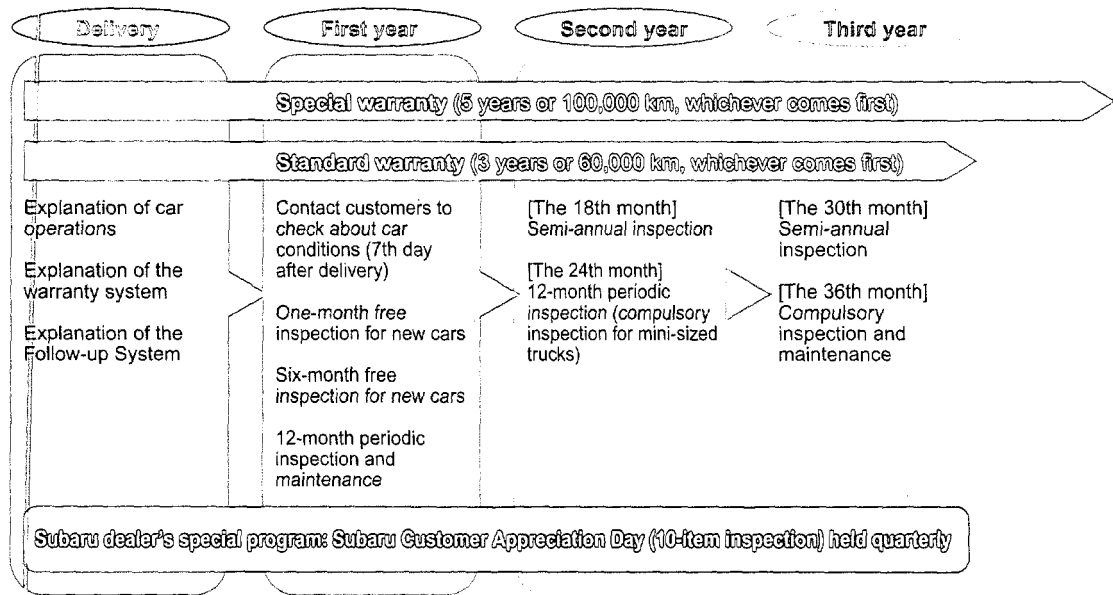 Delivery
First year
Second year
Third year
Special warranty (5 years or 100,000 km, whichever comes first)
Standard warranty (3 years or 60,000 km, whichever comes first)
Explanation of car
operations
Explanation of the
warranty system
Explanation of the
Follow-up System
Contact customers to
check about car
conditions (7th day
after delivery)
One-month free
inspection for new cars
Six-month free
inspection for new cars
12-month periodic
inspection and
maintenance
[The 18th month]
Semi-annual inspection
[The 24th month]
12-month periodic
inspection (compulsory
inspection for mini-sized
trucks)
[The 30th month]
Semi-annual
inspection
[The 36th month]
Compulsory
inspection and
maintenance
Subaru dealer's special program: Subaru Customer Appreciation Day (10-item inspection) held quarterly